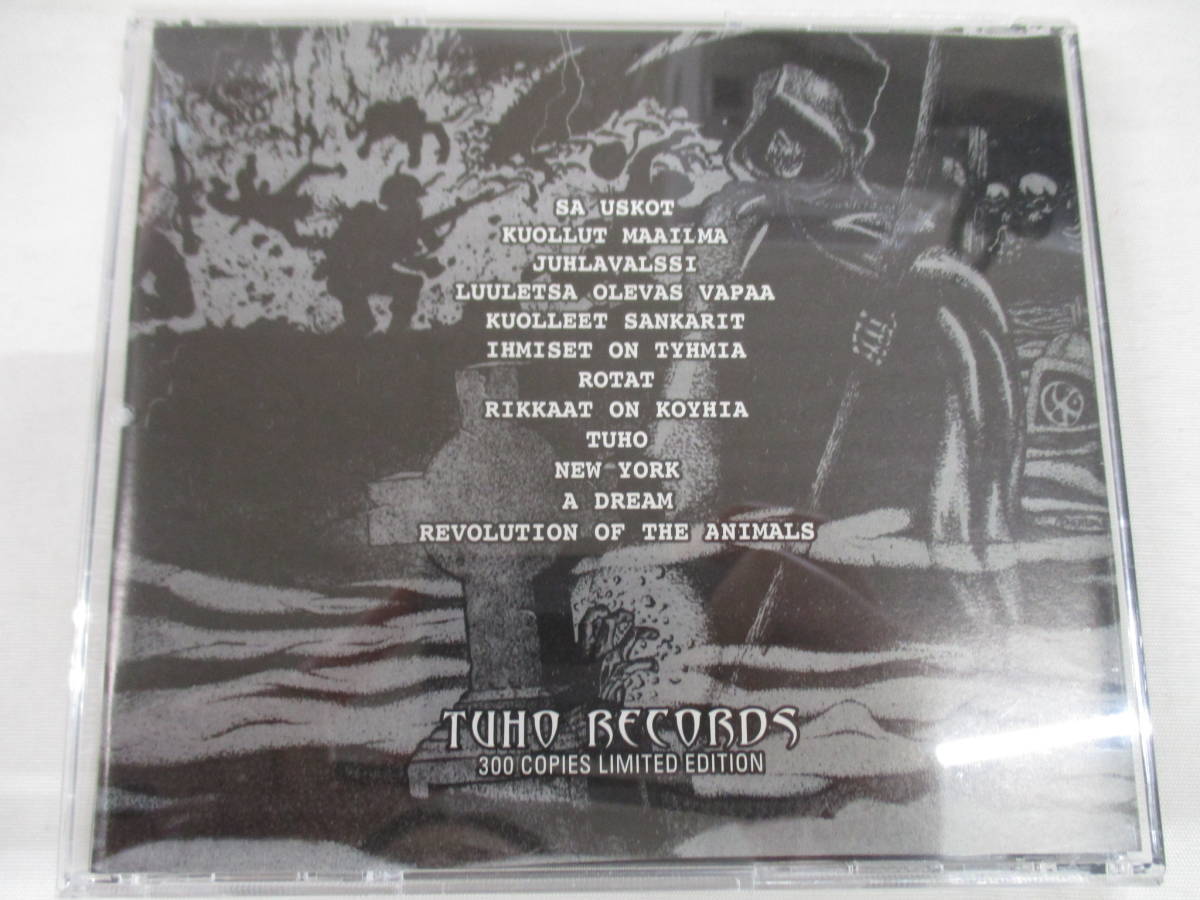 SA USKOT
KUOLLUT MAAILMA
JUHLAVALSSI
LUULETSA OLEVAS VAPAA
KUOLLEET SANKARIT
IHMISET ON TYHMIA
ROTAT
RIKKAAT ON KOYHIA
TUHO
NEW YORK
A DREAM
REVOLUTION OF THE ANIMALS
TUHO RECORDS
300 COPIES LIMITED EDITION